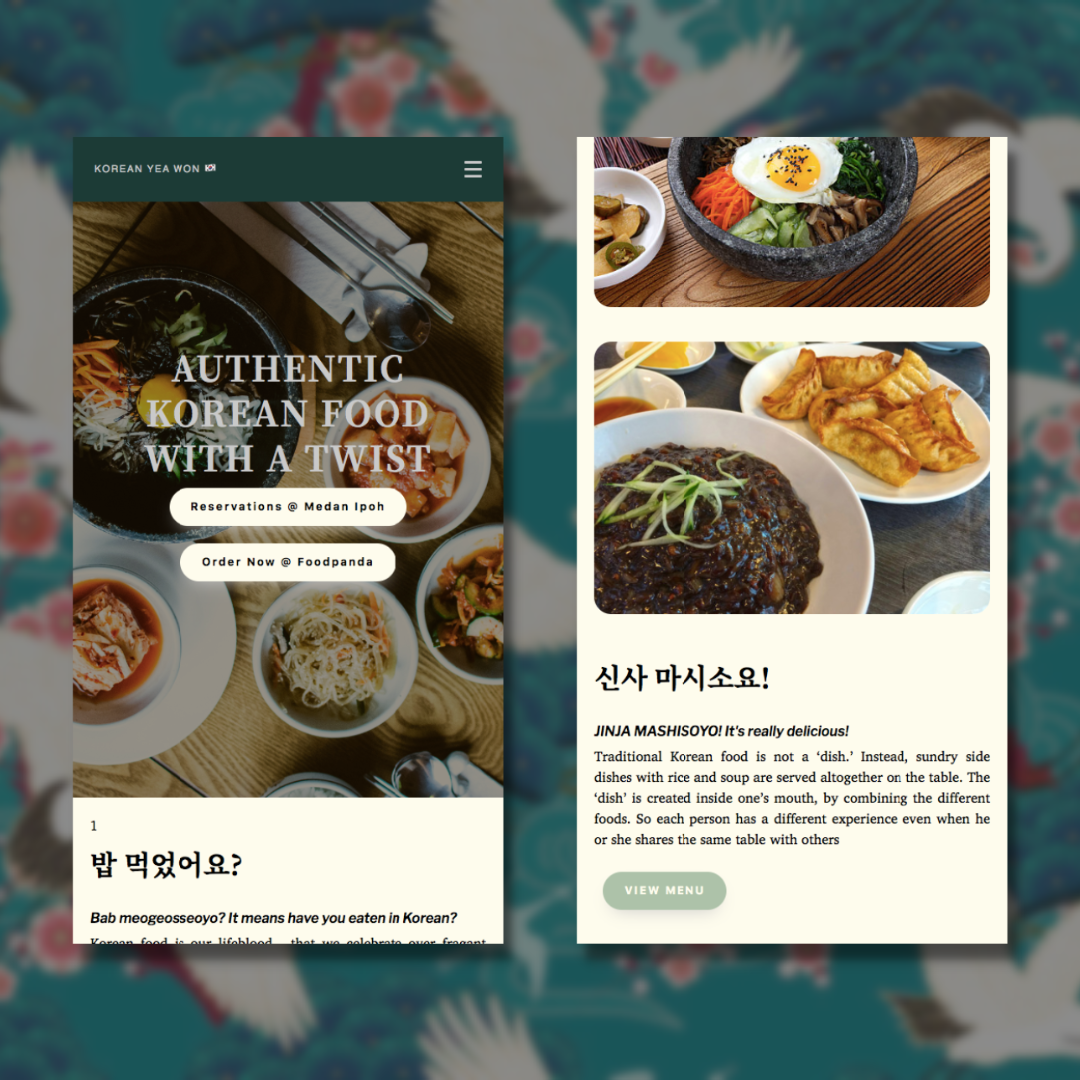 KOREAN YEA WON 🇰🇷
AUTHENTIC
KOREAN FOOD
WITH A TWIST
Reservations @ Medan Ipoh
Order Now @ Foodpanda
1
밥 먹었어요?
Bab meogeosseoyo? It means have you eaten in Korean?
Korean food is our lifeblood - that we celebrate over fragant
신사 마시소요!
JINJA MASHISOYO! It's really delicious!
Traditional Korean food is not a ‘dish.’ Instead, sundry side
dishes with rice and soup are served altogether on the table. The
‘dish’ is created inside one’s mouth, by combining the different
foods. So each person has a different experience even when he
or she shares the same table with others
VIEW MENU